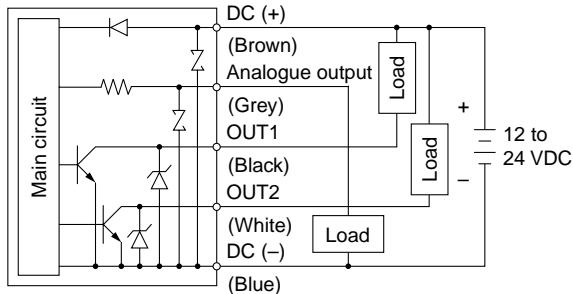 DC (+)
(Brown)
Analogue output
(Grey)
OUT1
(Black)
OUT2
(White)
DC (–)
(Blue)
Main circuit
Load
Load
Load
+
12 to
24 VDC
–